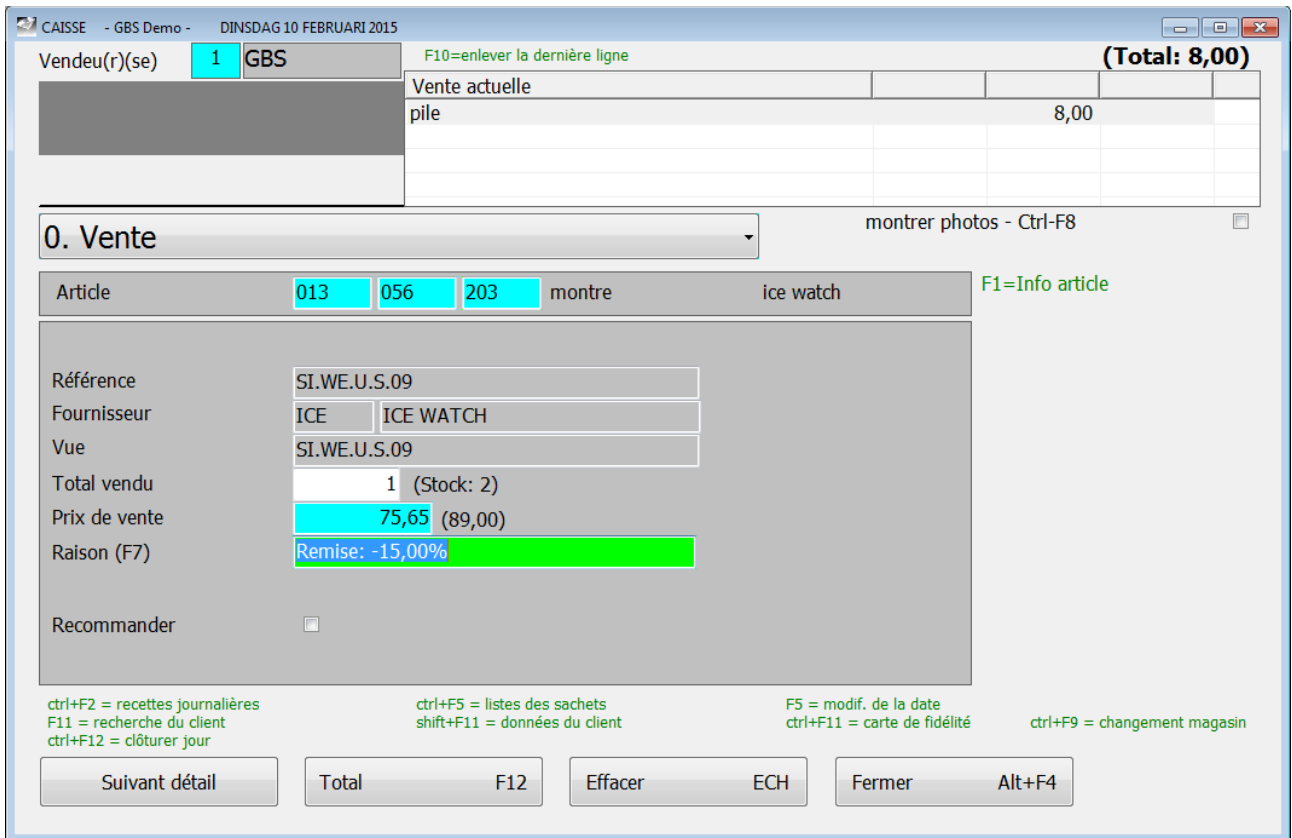 CAISSE - GBS Demo - DINSDAG 10 FEBRUARI 2015
Vendeu(r)(se) 1 GBS
F10=enlever la dernière ligne
(Total: 8,00)
Vente actuelle
pile 8,00
0. Vente
montrer photos - Ctrl-F8
Article 013 056 203 montre ice watch
F1=Info article
Référence SI.WE.U.S.09
Fournisseur ICE ICE WATCH
Vue SI.WE.U.S.09
Total vendu 1 (Stock: 2)
Prix de vente 75,65 (89,00)
Raison (F7) Remise: -15,00%
Recommander
ctrl+F2 = recettes journalières ctrl+F5 = listes des sachets F5 = modif. de la date
F11 = recherche du client shift+F11 = données du client ctrl+F11 = carte de fidélité ctrl+F9 = changement magasin
ctrl+F12 = clôturer jour
Suivant détail Total F12 Effacer ECH Fermer Alt+F4